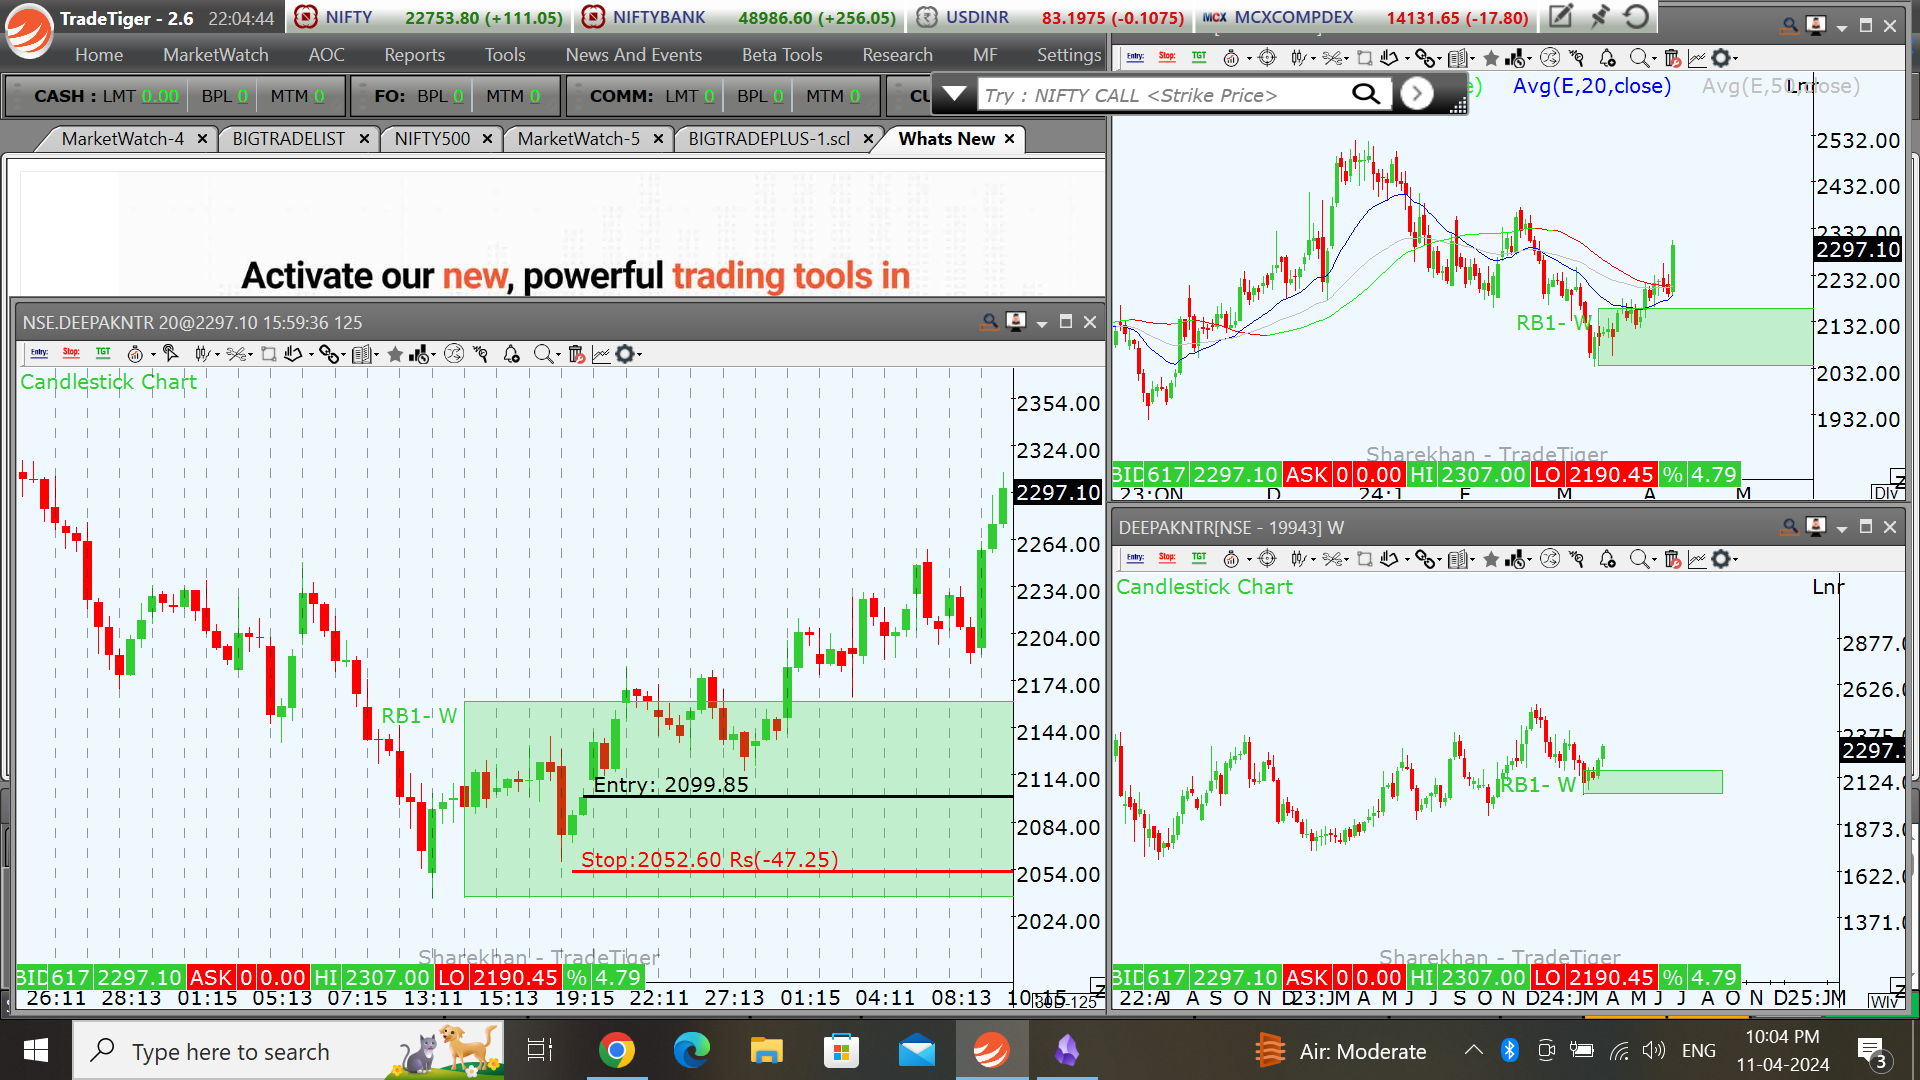 TradeTiger - 2.6 22:04:44
NIFTY 22753.80 (+111.05)
NIFTYBANK 48986.60 (+256.05)
USDINR 83.1975 (-0.1075)
MCX MCXCOMPDEX 14131.65 (-17.80)
Home MarketWatch AOC Reports Tools News And Events Beta Tools Research MF Settings
CASH : LMT 0.00 BPL 0 MTM 0
FO: BPL 0 MTM 0
COMM: LMT 0 BPL 0 MTM 0
Try : NIFTY CALL <Strike Price>
MarketWatch-4 BIGTRADELIST NIFTY500 MarketWatch-5 BIGTRADEPLUS-1.scl Whats New
Activate our new, powerful trading tools in
NSE.DEEPAKNTR 20@2297.10 15:59:36 125
Entry: Stop: TGT
Candlestick Chart
2354.00
2324.00
2297.10
2264.00
2234.00
2204.00
2174.00
2144.00
2114.00
2084.00
2054.00
2024.00
RB1- W
Entry: 2099.85
Stop:2052.60 Rs(-47.25)
Sharekhan - TradeTiger
BID 617 2297.10 ASK 0 0.00 HI 2307.00 LO 2190.45 % 4.79
26:11 28:13 01:15 05:13 07:15 13:11 15:13 19:15 22:11 27:13 01:15 04:11 08:13 10:15
Entry: Stop: TGT
Avg(E,20,close) Avg(E,50,close) Lnr
2532.00
2432.00
2332.00
2297.10
2232.00
2132.00
2032.00
1932.00
RB1- W
Sharekhan - TradeTiger
BID 617 2297.10 ASK 0 0.00 HI 2307.00 LO 2190.45 % 4.79
23:ON D 24:J F M A M
DEEPAKNTR[NSE - 19943] W
Entry: Stop: TGT
Candlestick Chart Lnr
2877.0
2626.0
2375.0
2297.
2124.0
1873.0
1622.0
1371.0
RB1- W
Sharekhan - TradeTiger
BID 617 2297.10 ASK 0 0.00 HI 2307.00 LO 2190.45 % 4.79
22:A J A S O N D 23:J M A M J J S O N D 24:J M A M J J A O N D 25:J M
Type here to search
Air: Moderate
ENG
10:04 PM
11-04-2024
3